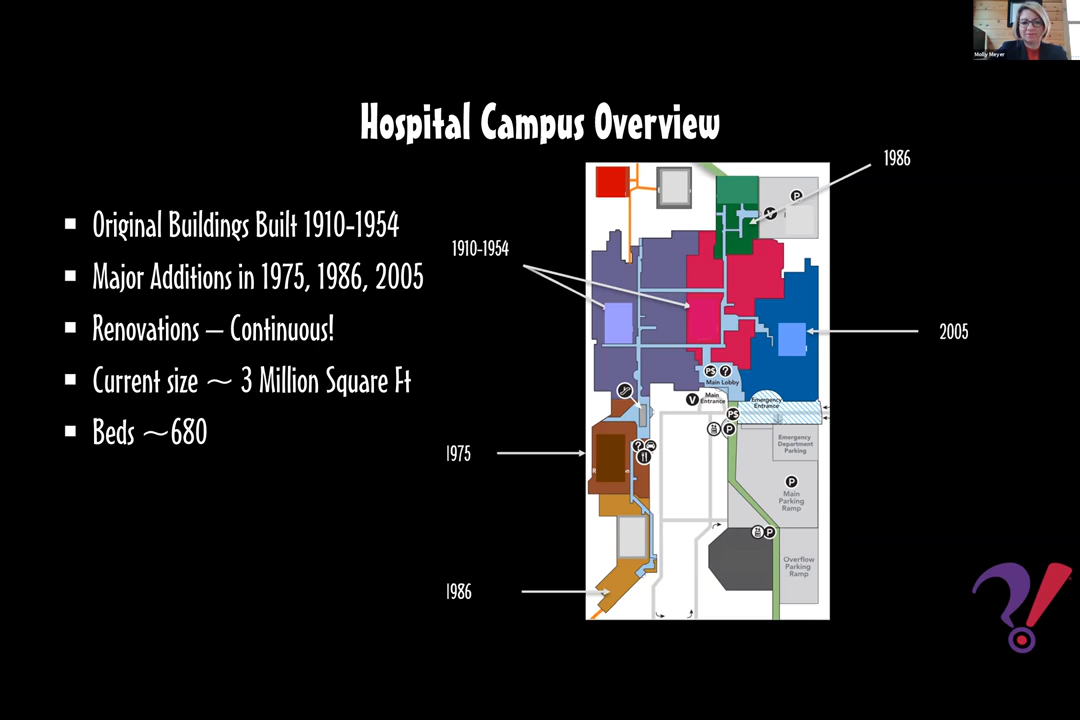 Molly Meyer
Hospital Campus Overview
▪ Original Buildings Built 1910-1954
▪ Major Additions in 1975, 1986, 2005
▪ Renovations – Continuous!
▪ Current size ~ 3 Million Square Ft
▪ Beds ~680
1986
1910-1954
2005
1975
1986
P
V
PS ?
Main Lobby
V
Main
Entrance
Emergency
Entrance
PS
P
Emergency
Department
Parking
?
P
Main
Parking
Ramp
P
Overflow
Parking
Ramp
?!